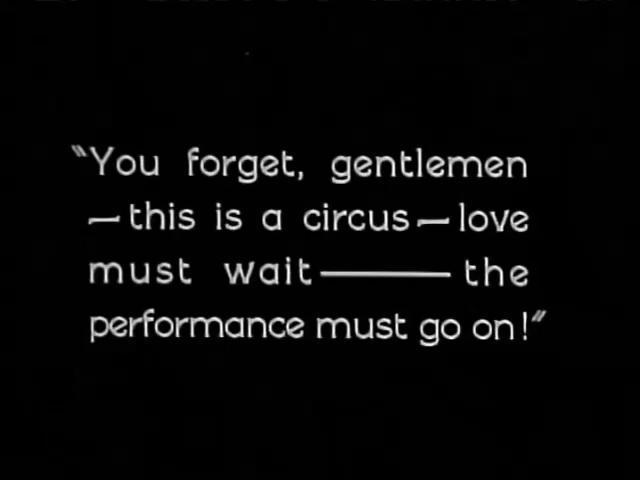 "You forget, gentlemen
—this is a circus—love
must wait——— the
performance must go on!"